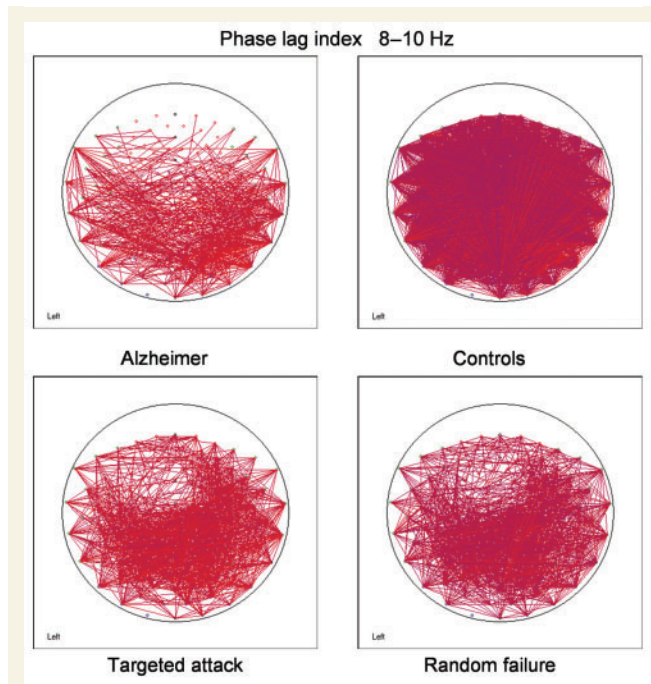 Phase lag index 8–10 Hz
Left
Left
Alzheimer
Controls
Left
Left
Targeted attack
Random failure